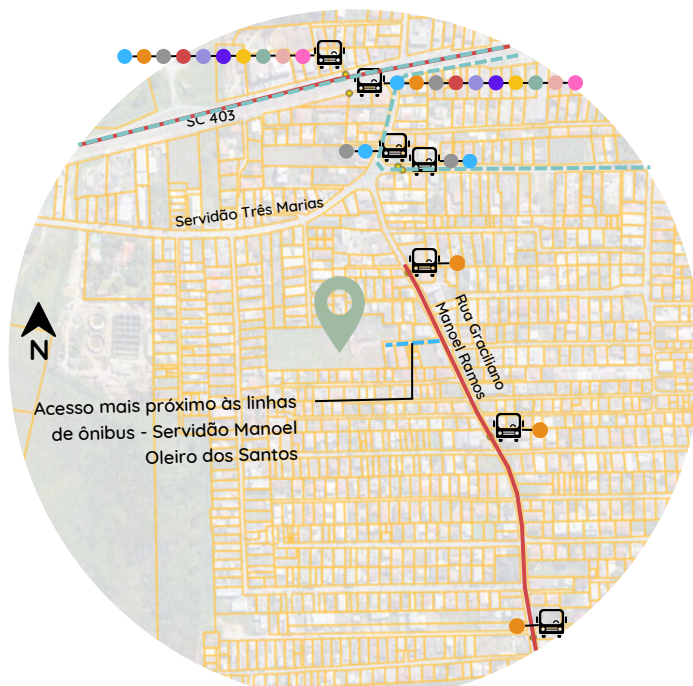 SC 403
Servidão Três Marias
Rua Graciliano
Manoel Ramos
N
Acesso mais próximo às linhas
de ônibus - Servidão Manoel
Oleiro dos Santos